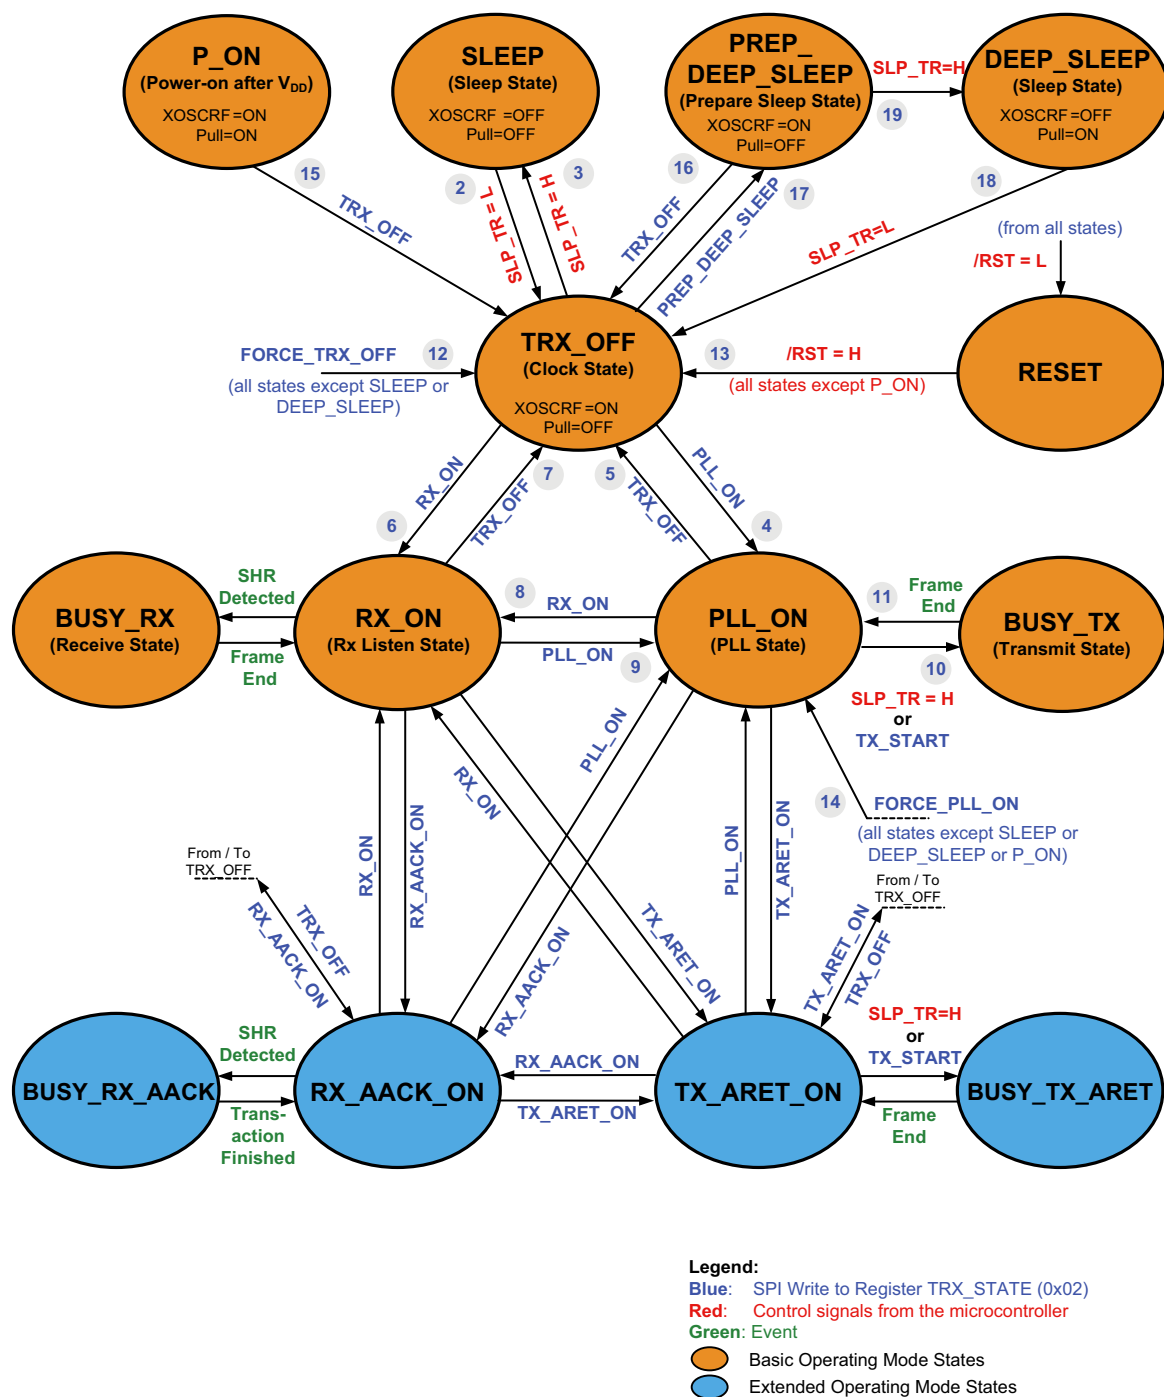 P_ON
(Power-on after VDD)
XOSCRF=ON
Pull=ON
SLEEP
(Sleep State)
XOSCRF=OFF
Pull=OFF
PREP_
DEEP_SLEEP
(Prepare Sleep State)
XOSCRF=ON
Pull=OFF
SLP_TR=H
19
DEEP_SLEEP
(Sleep State)
XOSCRF=OFF
Pull=ON
15
TRX_OFF
2
SLP_TR = L
3
SLP_TR = H
16
TRX_OFF
17
PREP_DEEP_SLEEP
18
SLP_TR=L
(from all states)
/RST = L
FORCE_TRX_OFF
12
(all states except SLEEP or
DEEP_SLEEP)
TRX_OFF
(Clock State)
XOSCRF=ON
Pull=OFF
13
/RST = H
(all states except P_ON)
RESET
RX_ON
6
7
TRX_OFF
5
TRX_OFF
PLL_ON
4
BUSY_RX
(Receive State)
SHR
Detected
Frame
End
RX_ON
(Rx Listen State)
8
RX_ON
PLL_ON
9
PLL_ON
(PLL State)
11
Frame
End
10
SLP_TR = H
or
TX_START
BUSY_TX
(Transmit State)
14
FORCE_PLL_ON
(all states except SLEEP or
DEEP_SLEEP or P_ON)
From / To
TRX_OFF
TRX_OFF
RX_AACK_ON
RX_ON
RX_AACK_ON
RX_ON
PLL_ON
RX_AACK_ON
TX_ARET_ON
PLL_ON
TX_ARET_ON
From / To
TRX_OFF
TX_ARET_ON
TRX_OFF
BUSY_RX_AACK
SHR
Detected
Trans-
action
Finished
RX_AACK_ON
RX_AACK_ON
TX_ARET_ON
TX_ARET_ON
SLP_TR=H
or
TX_START
Frame
End
BUSY_TX_ARET
Legend:
Blue: SPI Write to Register TRX_STATE (0x02)
Red: Control signals from the microcontroller
Green: Event
Basic Operating Mode States
Extended Operating Mode States